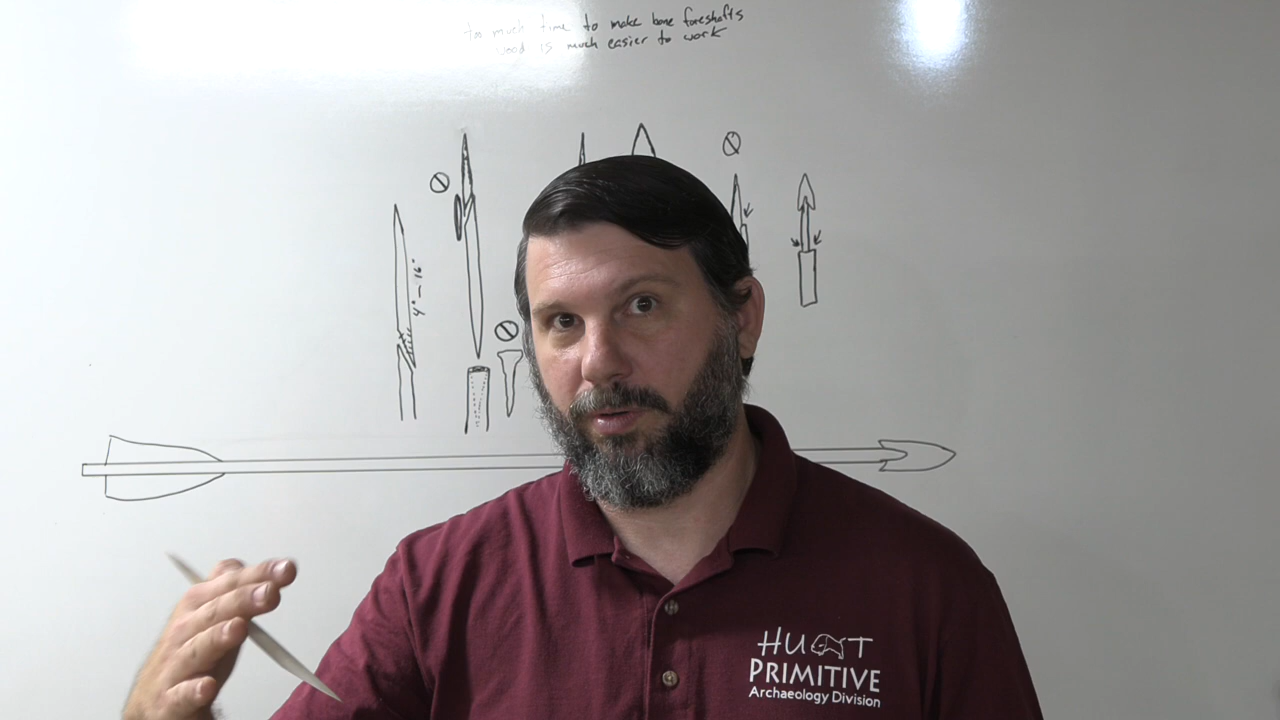 too much time to make bone foreshafts
wood is much easier to work
4" - 16"
HUNT
PRIMITIVE
Archaeology Division